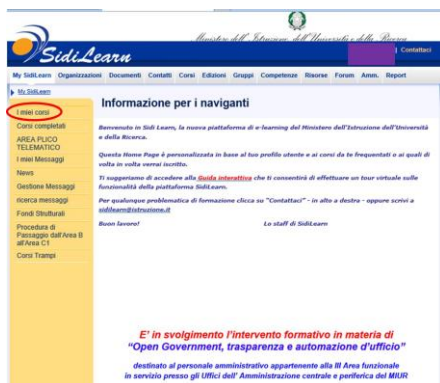 Ministero dell' Istruzione, dell' Università e della Ricerca
SidiLearn
Contattaci
My SidiLearn Organizzazioni Documenti Contatti Corsi Edizioni Gruppi Competenze Risorse Forum Amm. Report
My SidiLearn
I miei corsi
Corsi completati
AREA PLICO
TELEMATICO
I miei Messaggi
News
Gestione Messaggi
ricerca messaggi
Fondi Strutturali
Procedura di
Passaggio dall'Area B
all'Area C1
Corsi Trampi
Informazione per i naviganti
Benvenuto in Sidi Learn, la nuova piattaforma di e-learning del Ministero dell'Istruzione dell'Università
e della Ricerca.
Questa Home Page è personalizzata in base al tuo profilo utente e ai corsi da te frequentati o ai quali di
volta in volta verrai iscritto.
Ti suggeriamo di accedere alla Guida interattiva che ti consentirà di effettuare un tour virtuale sulle
funzionalità della piattaforma SidiLearn.
Per qualunque problematica di formazione clicca su "Contattaci" - in alto a destra - oppure scrivi a
sidilearn@istruzione.it
Buon lavoro! Lo staff di SidiLearn
E' in svolgimento l'intervento formativo in materia di
"Open Government, trasparenza e automazione d'ufficio"
destinato al personale amministrativo appartenente alla III Area funzionale
in servizio presso gli Uffici dell' Amministrazione centrale e periferica del MIUR